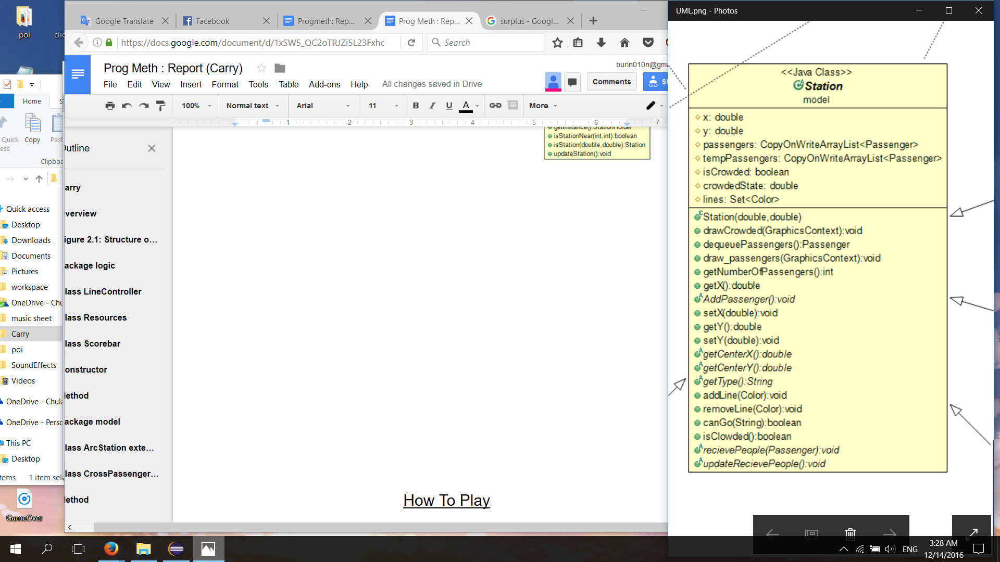 poi
clic
Google Translate
Facebook
Progmeth: Rep...
Prog Meth : Rep...
surplus - Googl...
https://docs.google.com/document/d/1xSW5_QC2oTRJZi5L23Fxhc
Search
Prog Meth : Report (Carry)
burin010n@gma
File Edit View Insert Format Tools Table Add-ons Help All changes saved in Drive
Comments
100% Normal text Arial 11 More
1 2 3 4 5 6 7
Home
Quick
Copy
Past
ess
Clipboa
Quick access
Desktop
Downloads
Documents
Pictures
workspace
OneDrive - Chu
music sheet
Carry
poi
SoundEffects
Videos
OneDrive - Chula
OneDrive - Perso
This PC
Desktop
tems 1 item sele
GameOver
Outline
arry
verview
igure 2.1: Structure o...
ackage logic
lass LineController
lass Resources
lass Scorebar
onstructor
lethod
ackage model
lass ArcStation exte...
lass CrossPassenger...
lethod
getInstance():StationHolder
isStationNear(int,int):boolean
isStation(double,double):Station
updateStation():void
How To Play
UML.png - Photos
<<Java Class>>
Station
model
x: double
y: double
passengers: CopyOnWriteArrayList<Passenger>
tempPassengers: CopyOnWriteArrayList<Passenger>
isCrowded: boolean
crowdedState: double
lines: Set<Color>
Station(double,double)
drawCrowded(GraphicsContext):void
dequeuePassengers():Passenger
draw_passengers(GraphicsContext):void
getNumberOfPassengers():int
getX():double
AddPassenger():void
setX(double):void
getY():double
setY(double):void
getCenterX():double
getCenterY():double
getType():String
addLine(Color):void
removeLine(Color):void
canGo(String):boolean
isClowded():boolean
recievePeople(Passenger):void
updateRecievePeople():void
ENG
3:28 AM
12/14/2016